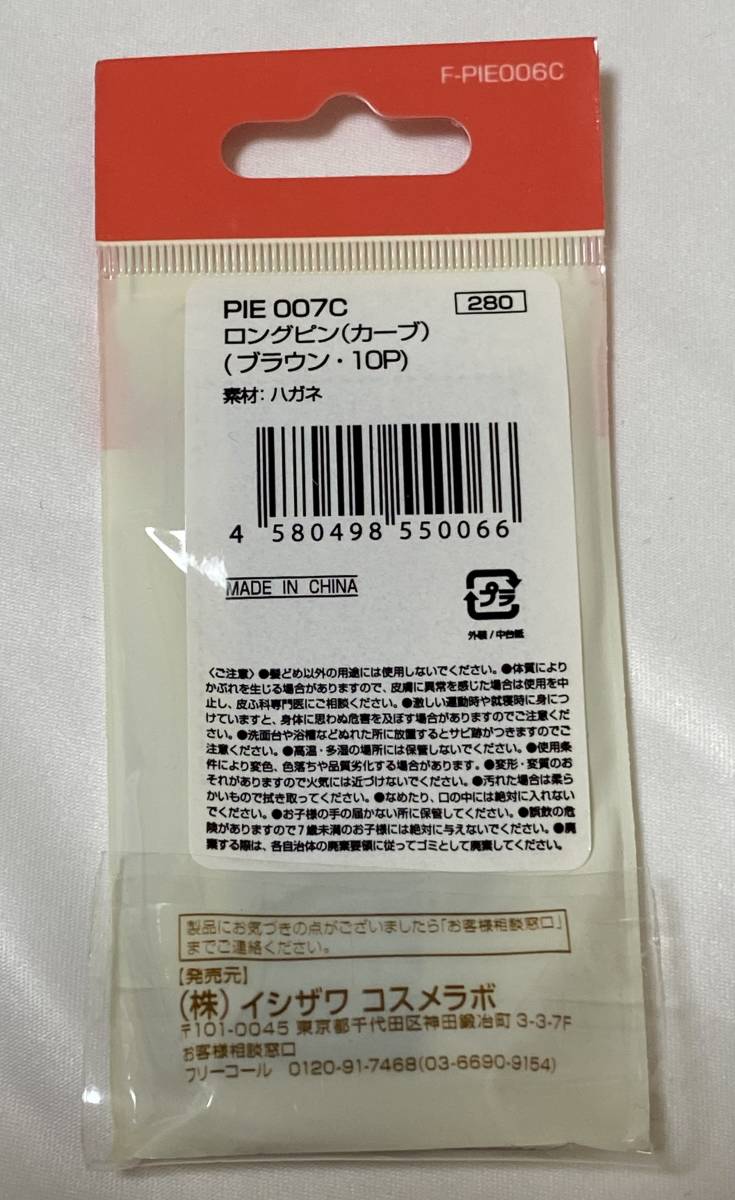 F-PIE006C
PIE 007C
280
ロングピン(カーブ)
(ブラウン・10P)
素材: ハガネ
4 580498 550066
MADE IN CHINA
プラ
外装/中台紙
〈ご注意〉●髪どめ以外の用途には使用しないでください。●体質により
かぶれを生じる場合がありますので、皮膚に異常を感じた場合は使用を中
止し、皮ふ科専門医にご相談ください。●激しい運動時や就寝時に身につ
けていますと、身体に思わぬ危害を及ぼす場合がありますのでご注意くだ
さい。●洗面台や浴槽などぬれた所に放置するとサビ跡がつきますのでご
注意ください。●高温・多湿の場所には保管しないでください。●使用条
件により変色、色落ちや品質劣化する場合があります。●変形・変質のお
それがありますので火気には近づけないでください。●汚れた場合は柔ら
かいもので拭き取ってください。●なめたり、口の中には絶対に入れない
でください。●お子様の手の届かない所に保管してください。●誤飲の危
険がありますので7歳未満のお子様には絶対に与えないでください。●廃
棄する際は、各自治体の廃棄要領に従ってゴミとして廃棄してください。
製品にお気づきの点がございましたら「お客様相談窓口」
までご連絡ください。
【発売元】
(株) イシザワ コスメラボ
〒101-0045 東京都千代田区神田鍛冶町 3-3-7F
お客様相談窓口
フリーコール 0120-91-7468(03-6690-9154)